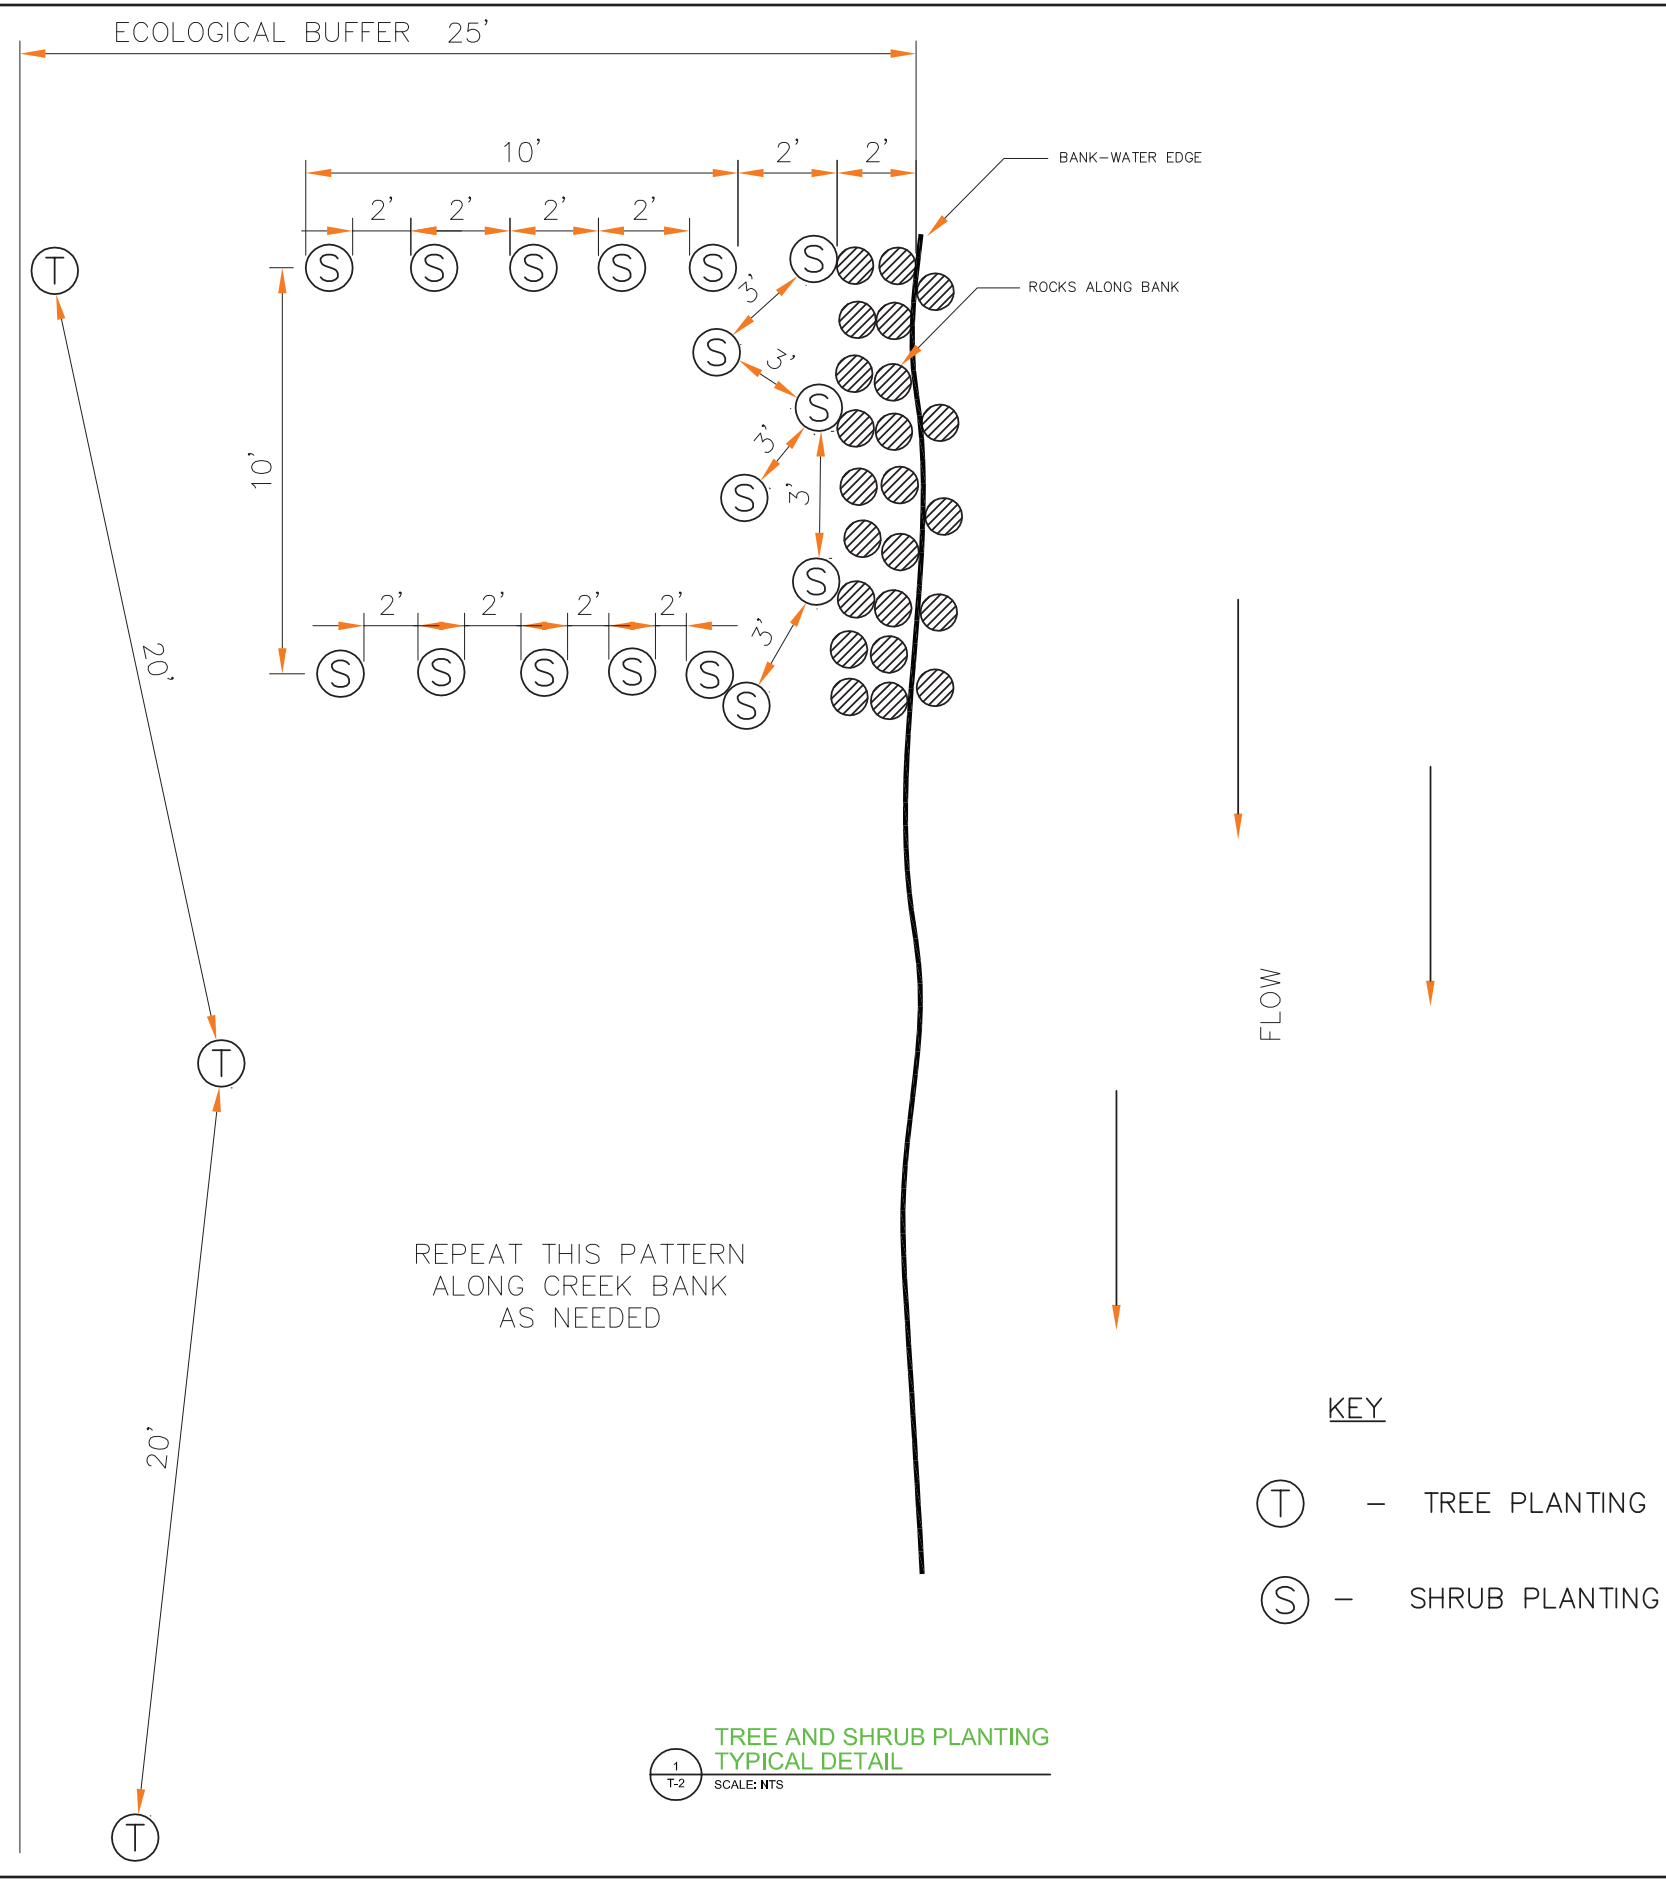 ECOLOGICAL BUFFER 25'
10'
2'
2'
BANK-WATER EDGE
2'
2'
2'
2'
T
S
S
S
S
S
S
ROCKS ALONG BANK
3'
S
3'
S
10'
3'
S
3'
S
2'
2'
2'
2'
3'
20'
S
S
S
S
S
S
FLOW
T
REPEAT THIS PATTERN
ALONG CREEK BANK
AS NEEDED
20'
KEY
T - TREE PLANTING
S - SHRUB PLANTING
1
T-2
TREE AND SHRUB PLANTING
TYPICAL DETAIL
SCALE: NTS
T